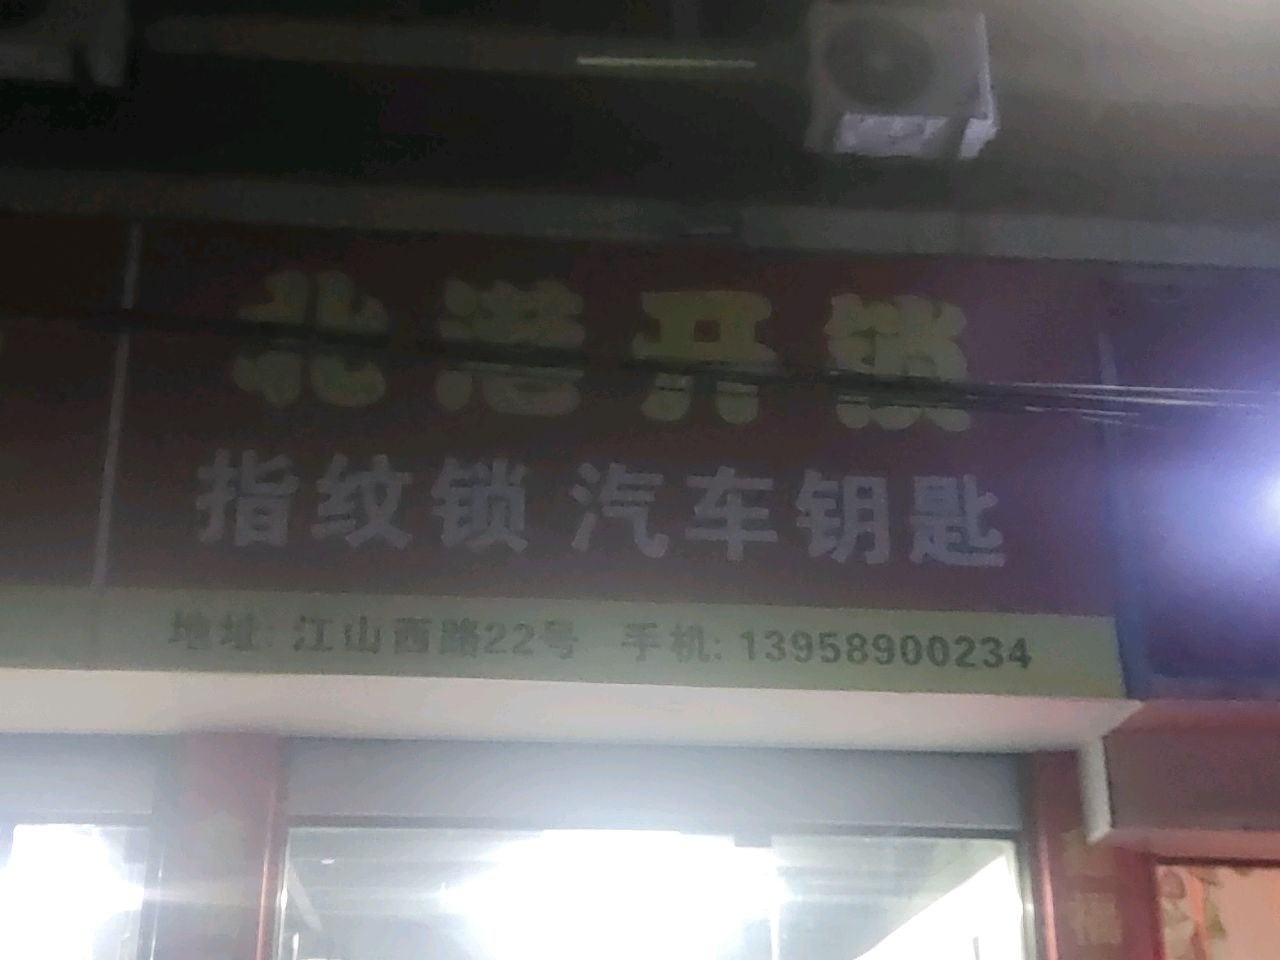 北港开锁
指纹锁 汽车钥匙
地址: 江山西路22号 手机: 13958900234